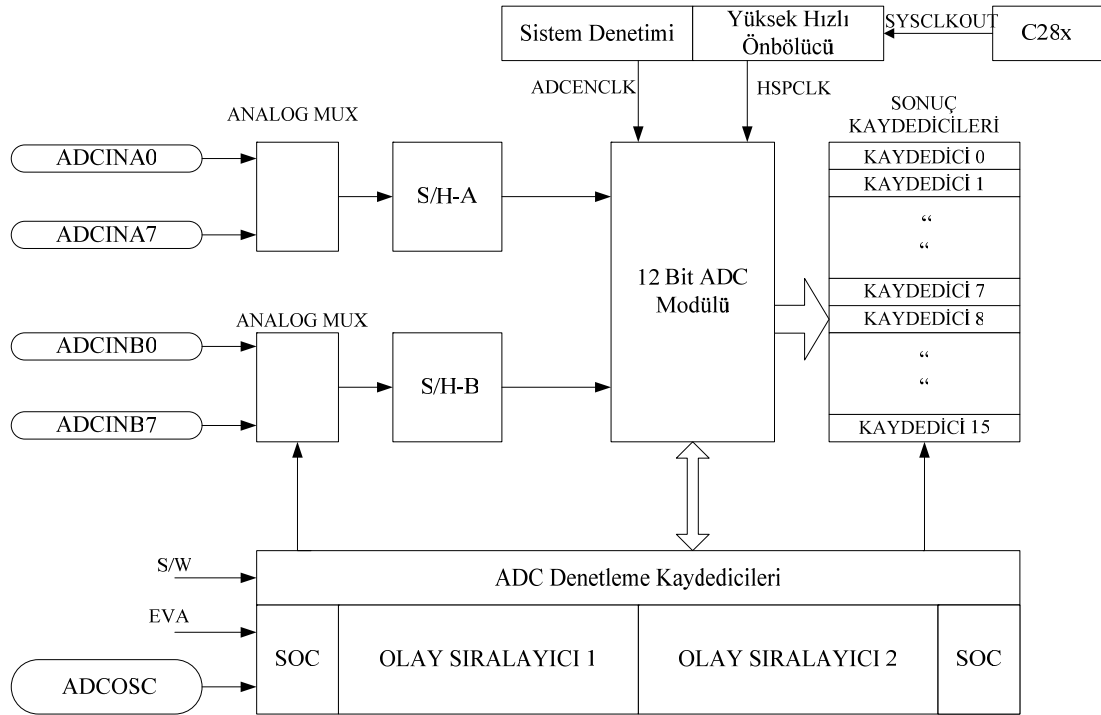 Sistem Denetimi
Yüksek Hızlı
Önbölücü
SYSCLKOUT
C28x
ADCENCLK
HSPCLK
ANALOG MUX
SONUÇ
KAYDEDİCİLERİ
ADCINA0
ADCINA7
S/H-A
12 Bit ADC
Modülü
KAYDEDİCİ 0
KAYDEDİCİ 1
“
“
KAYDEDİCİ 7
KAYDEDİCİ 8
“
“
KAYDEDİCİ 15
ANALOG MUX
ADCINB0
ADCINB7
S/H-B
S/W
ADC Denetleme Kaydedicileri
EVA
SOC
OLAY SIRALAYICI 1
OLAY SIRALAYICI 2
SOC
ADCOSC